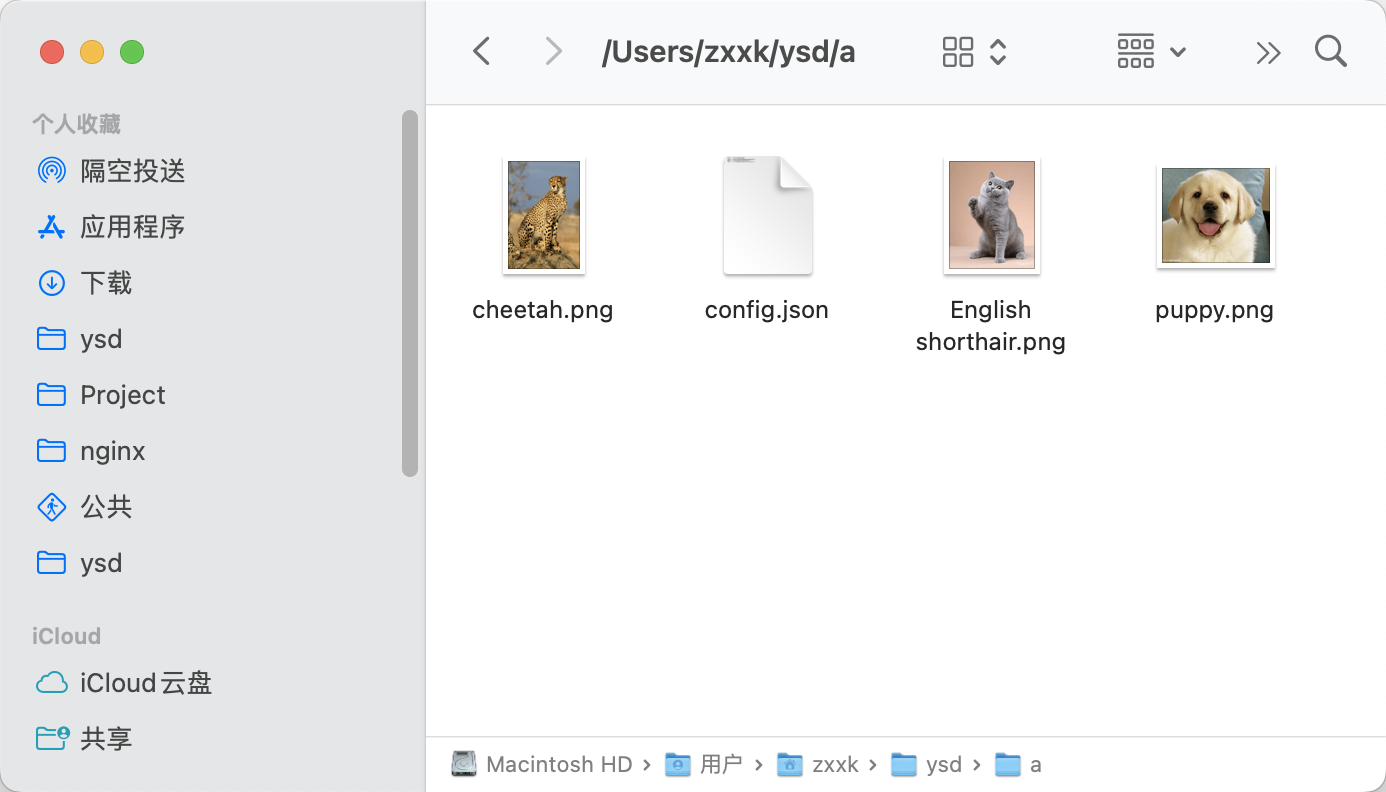 /Users/zxxk/ysd/a
个人收藏
隔空投送
应用程序
下载
ysd
Project
nginx
公共
ysd
iCloud
iCloud云盘
共享
cheetah.png
config.json
English
shorthair.png
puppy.png
Macintosh HD › 用户 › zxxk › ysd › a